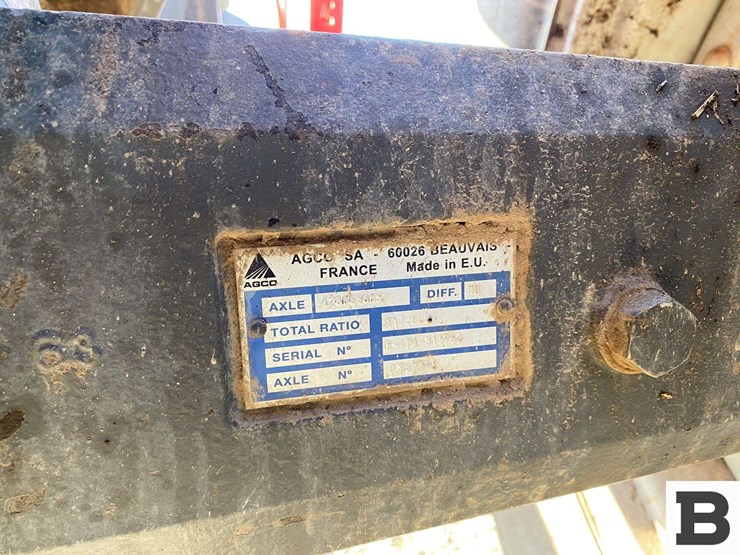 AGCO SA - 60026 BEAUVAIS -
FRANCE Made in E.U.
AGCO
AXLE DIFF.
TOTAL RATIO
SERIAL N°
AXLE N°
B